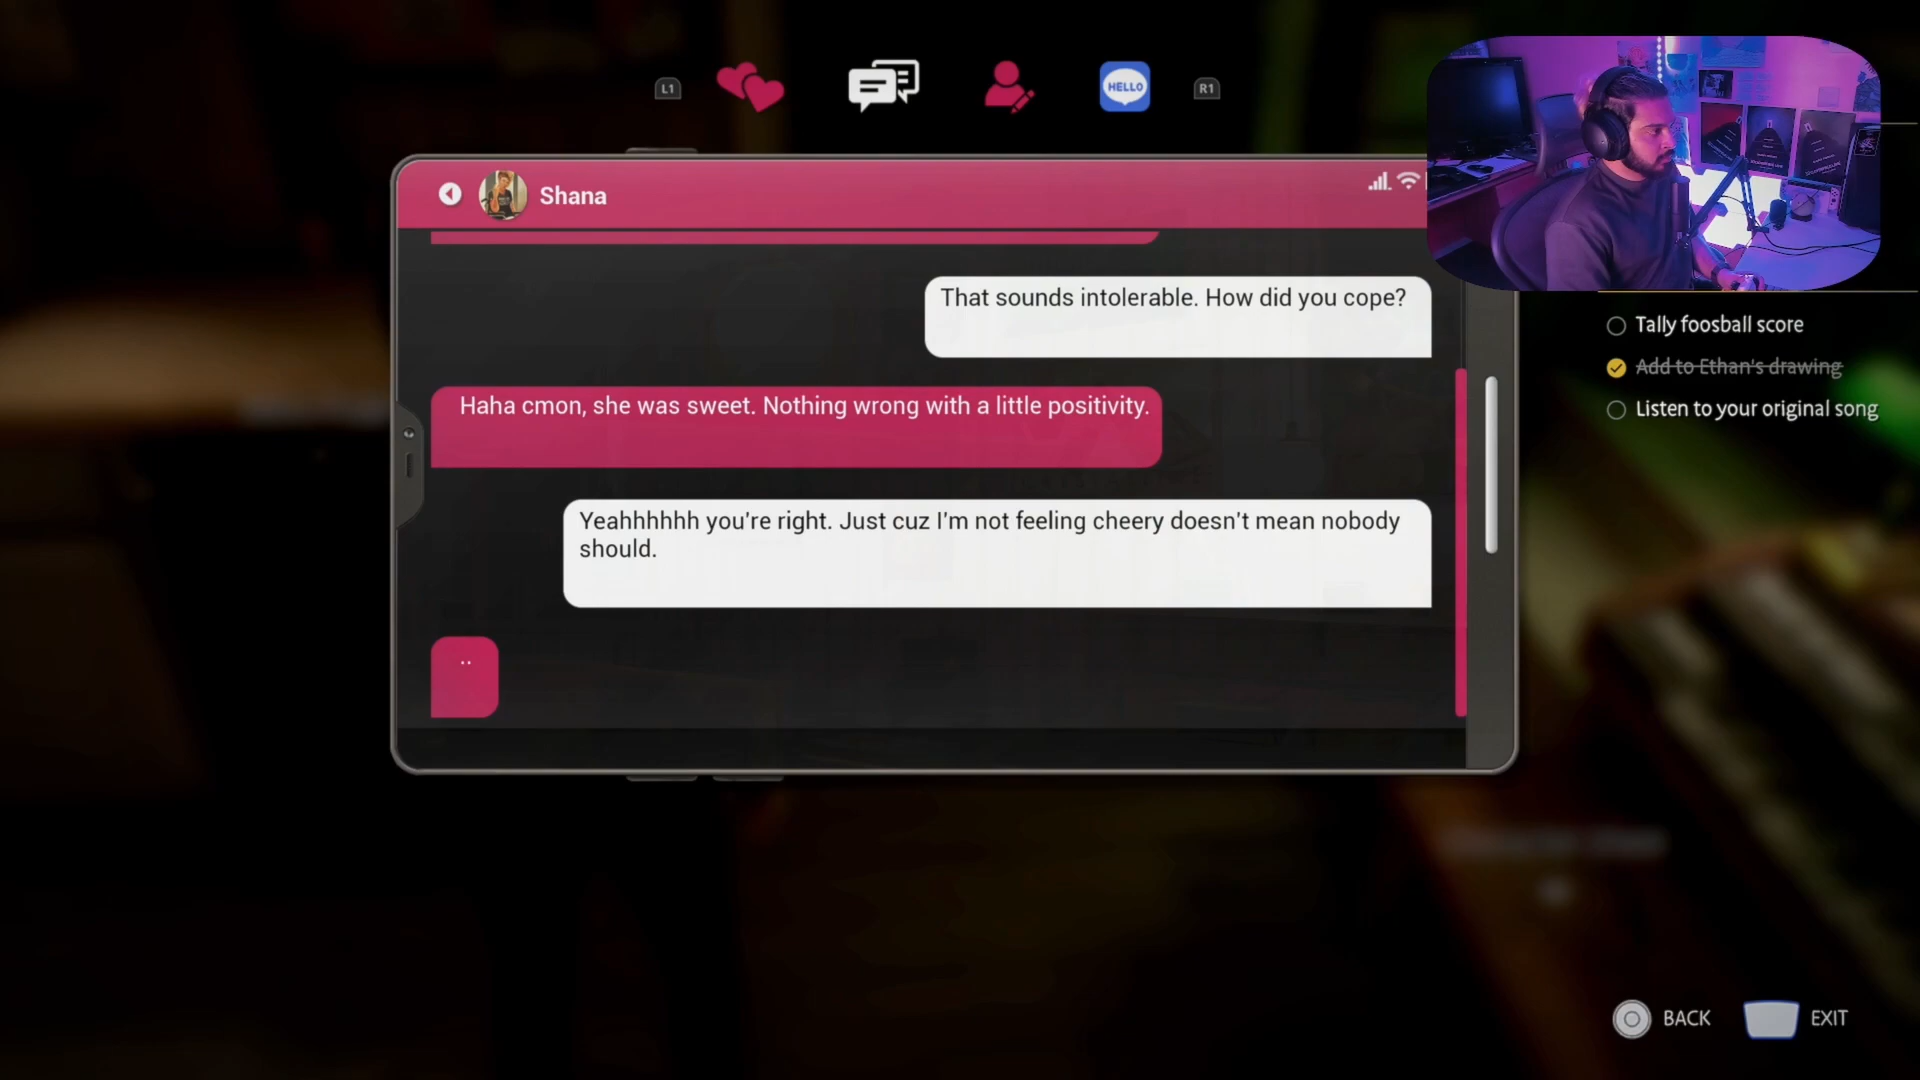 L1
HELLO
R1
Shana
That sounds intolerable. How did you cope?
Haha cmon, she was sweet. Nothing wrong with a little positivity.
Yeahhhhhh you're right. Just cuz I'm not feeling cheery doesn't mean nobody
should.
..
Tally foosball score
Add to Ethan's drawing
Listen to your original song
BACK
EXIT